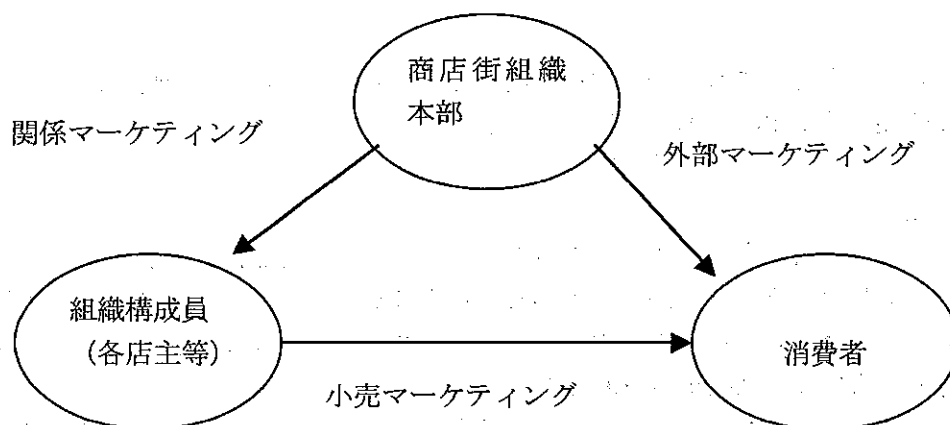 商店街組織
本部
関係マーケティング
外部マーケティング
組織構成員
（各店主等）
消費者
小売マーケティング